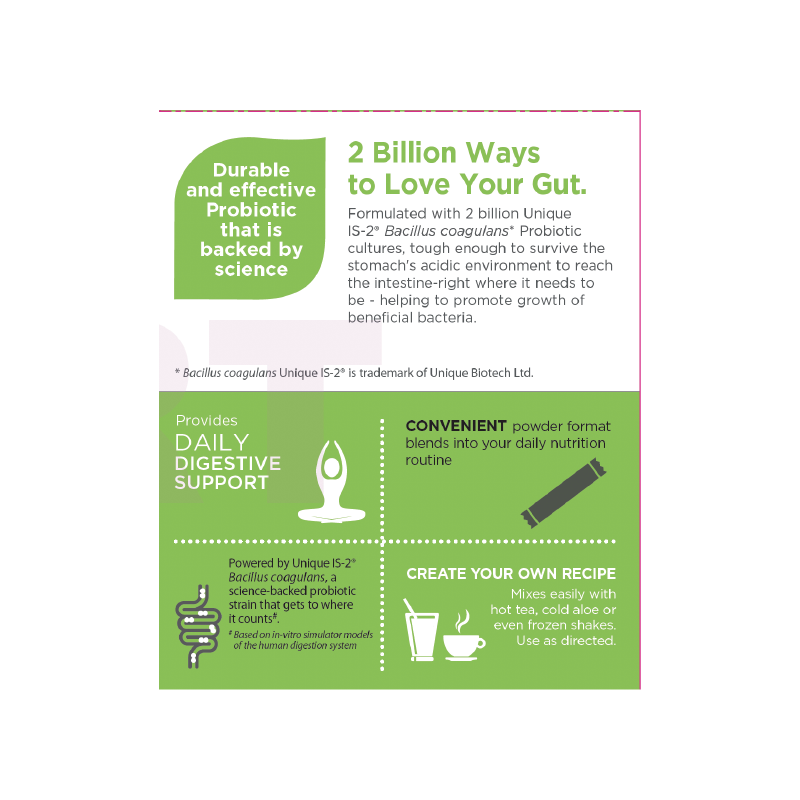 Durable
and effective
Probiotic
that is
backed by
science
2 Billion Ways
to Love Your Gut.
Formulated with 2 billion Unique
IS-2® Bacillus coagulans* Probiotic
cultures, tough enough to survive the
stomach's acidic environment to reach
the intestine-right where it needs to
be - helping to promote growth of
beneficial bacteria.
* Bacillus coagulans Unique IS-2® is trademark of Unique Biotech Ltd.
Provides
DAILY
DIGESTIVE
SUPPORT
CONVENIENT powder format
blends into your daily nutrition
routine
Powered by Unique IS-2®
Bacillus coagulans, a
science-backed probiotic
strain that gets to where
it counts#.
# Based on in-vitro simulator models
of the human digestion system
CREATE YOUR OWN RECIPE
Mixes easily with
hot tea, cold aloe or
even frozen shakes.
Use as directed.